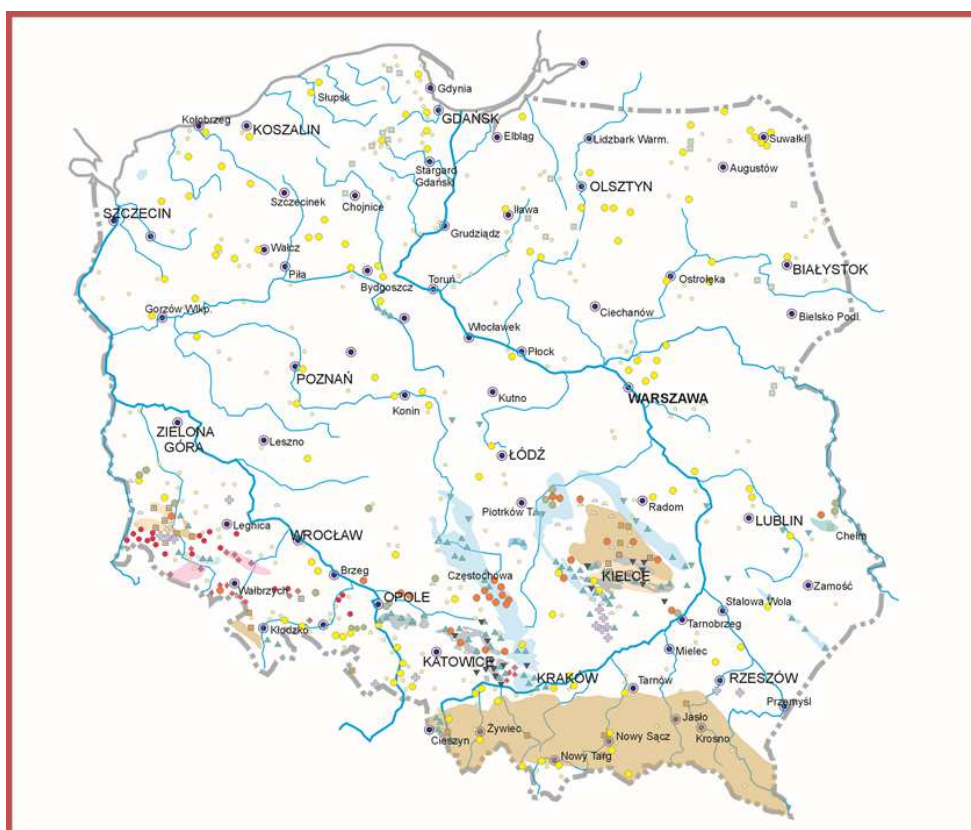 Gdynia
Słupsk
GDAŃSK
Kołobrzeg
KOSZALIN
Elbląg
Lidzbark Warm.
Suwałki
Stargard
Gdański
Augustów
OLSZTYN
Szczecinek
Chojnice
Iława
SZCZECIN
Grudziądz
Wałcz
BIAŁYSTOK
Piła
Bydgoszcz
Toruń
Ostrołęka
Gorzów Wlkp.
Ciechanów
Bielsko Podl.
Włocławek
Płock
POZNAŃ
Konin
Kutno
WARSZAWA
ZIELONA
GÓRA
Leszno
ŁÓDŹ
Piotrków T.
Radom
LUBLIN
Legnica
WROCŁAW
Chełm
Brzeg
Częstochowa
KIELCE
Wałbrzych
Zamość
OPOLE
Stalowa Wola
Kłodzko
Tarnobrzeg
KATOWICE
Mielec
KRAKÓW
Tarnów
RZESZÓW
Przemyśl
Jasło
Cieszyn
Żywiec
Nowy Sącz
Krosno
Nowy Targ